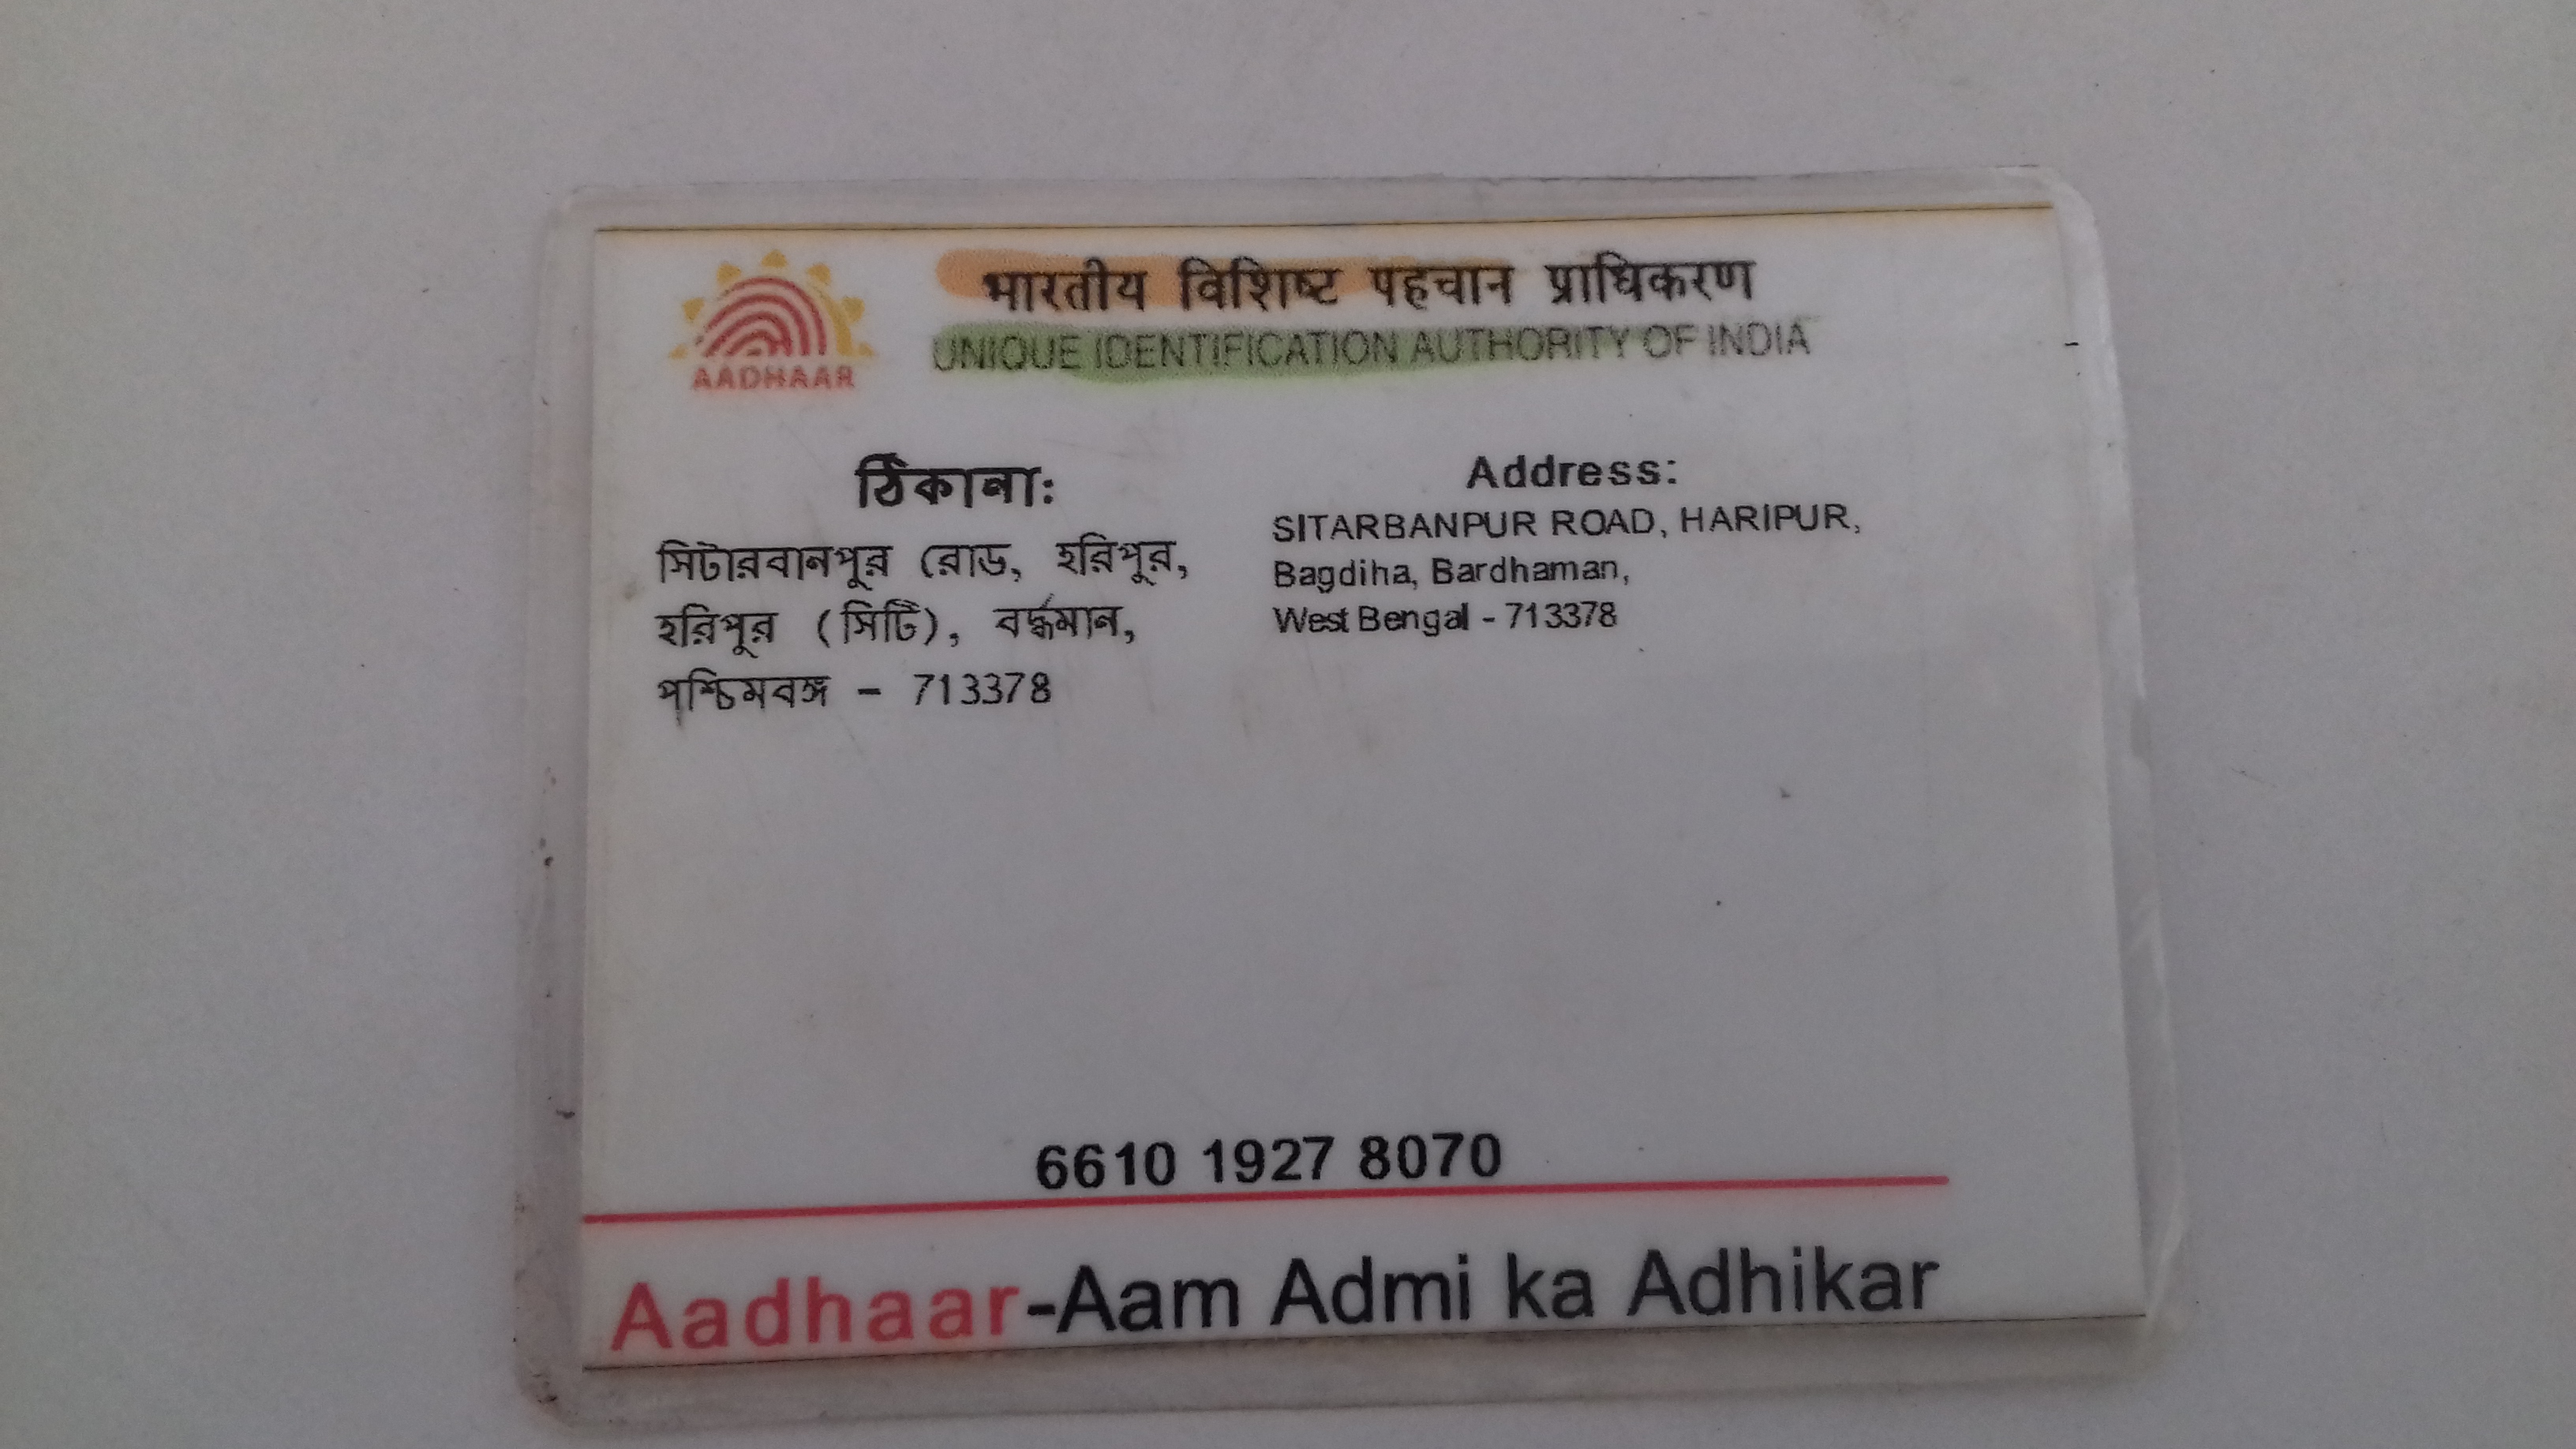 भारतीय विशिष्ट पहचान प्राधिकरण
UNIQUE IDENTIFICATION AUTHORITY OF INDIA
AADHAAR
ঠিকানা:
সিটারবানপুর রোড, হরিপুর,
হরিপুর (সিটি), বর্দ্ধমান,
পশ্চিমবঙ্গ - 713378
Address:
SITARBANPUR ROAD, HARIPUR,
Bagdiha, Bardhaman,
West Bengal - 713378
6610 1927 8070
Aadhaar-Aam Admi ka Adhikar